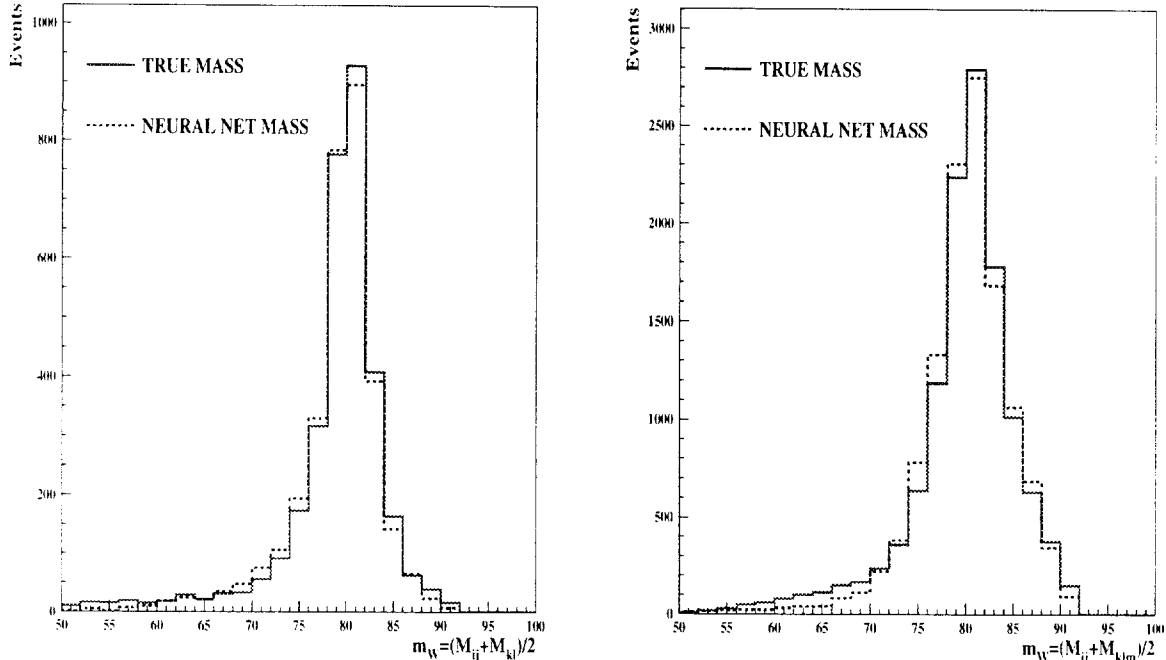 Events
1000
800
600
400
200
0
TRUE MASS
NEURAL NET MASS
50 55 60 65 70 75 80 85 90 95 100
m_W=(M_ij+M_kl)/2
Events
3000
2500
2000
1500
1000
500
0
TRUE MASS
NEURAL NET MASS
50 55 60 65 70 75 80 85 90 95 100
m_W=(M_ij+M_klm)/2